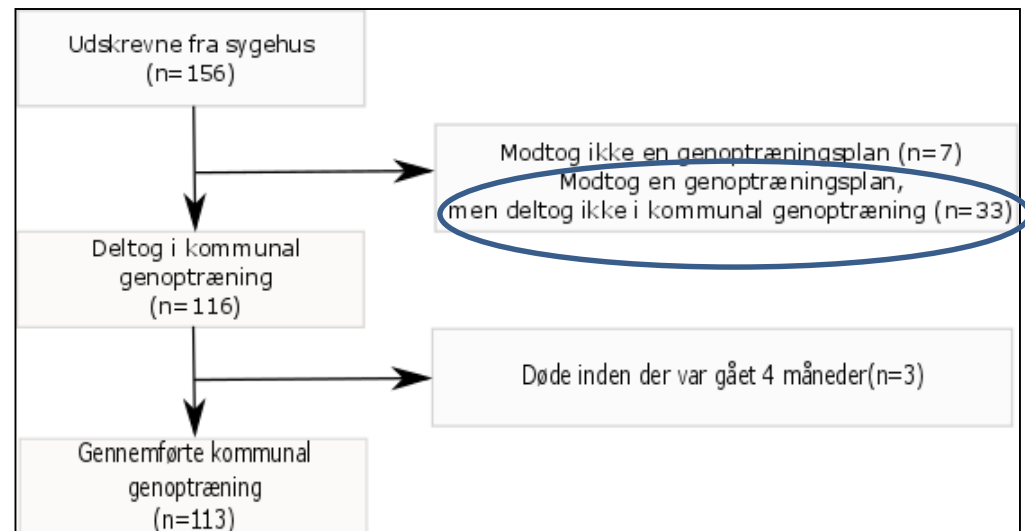 Udskrevne fra sygehus
(n=156)
Modtog ikke en genoptræningsplan (n=7)
Modtog en genoptræningsplan,
men deltog ikke i kommunal genoptræning (n=33)
Deltog i kommunal
genoptræning
(n=116)
Døde inden der var gået 4 måneder(n=3)
Gennemførte kommunal
genoptræning
(n=113)